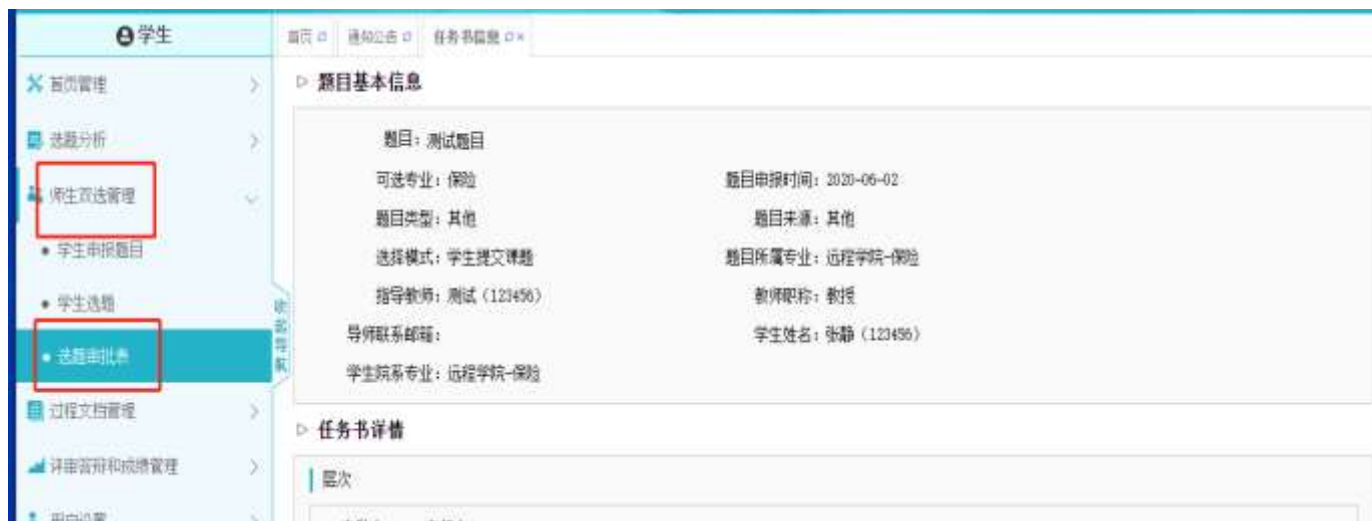 学生
首页 通知公告 任务书信息
首页管理
选题分析
师生双选管理
学生申报题目
学生选题
选题审批表
过程文档管理
评审答辩和成绩管理
用户设置
收起导航
题目基本信息
题目：测试题目
可选专业：保险 题目申报时间：2020-06-02
题目类型：其他 题目来源：其他
选择模式：学生提交课题 题目所属专业：远程学院-保险
指导教师：测试（123456） 教师职称：教授
导师联系邮箱： 学生姓名：张静（123456）
学生院系专业：远程学院-保险
任务书详情
层次